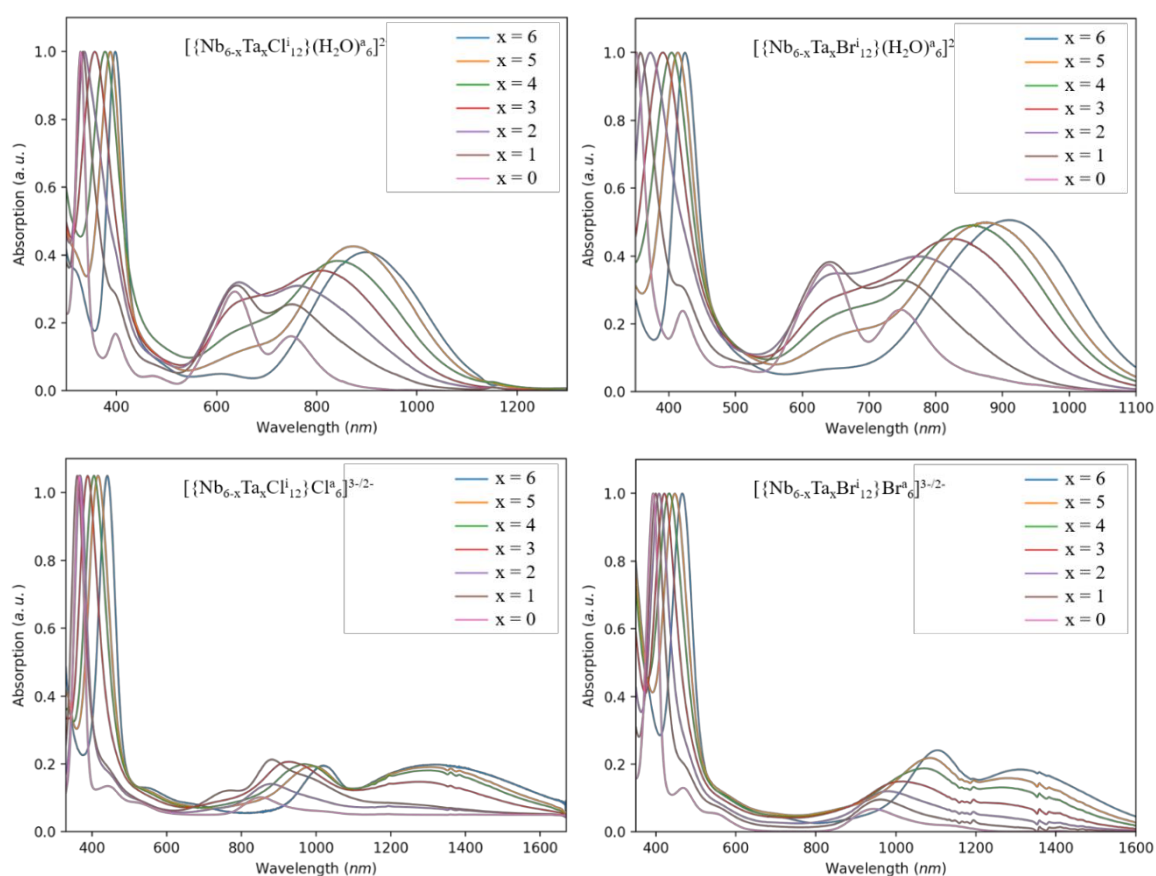 [{Nb₆₋ₓTaₓClⁱ₁₂}(H₂O)ᵃ₆]²
x = 6
x = 5
x = 4
x = 3
x = 2
x = 1
x = 0
1.0
0.8
0.6
0.4
0.2
0.0
Absorption (a.u.)
400
600
800
1000
1200
Wavelength (nm)
[{Nb₆₋ₓTaₓBrⁱ₁₂}(H₂O)ᵃ₆]²
x = 6
x = 5
x = 4
x = 3
x = 2
x = 1
x = 0
1.0
0.8
0.6
0.4
0.2
0.0
Absorption (a.u.)
400
500
600
700
800
900
1000
1100
Wavelength (nm)
[{Nb₆₋ₓTaₓClⁱ₁₂}Clᵃ₆]³⁻/²⁻
x = 6
x = 5
x = 4
x = 3
x = 2
x = 1
x = 0
1.0
0.8
0.6
0.4
0.2
0.0
Absorption (a.u.)
400
600
800
1000
1200
1400
1600
Wavelength (nm)
[{Nb₆₋ₓTaₓBrⁱ₁₂}Brᵃ₆]³⁻/²⁻
x = 6
x = 5
x = 4
x = 3
x = 2
x = 1
x = 0
1.0
0.8
0.6
0.4
0.2
0.0
Absorption (a.u.)
400
600
800
1000
1200
1400
1600
Wavelength (nm)